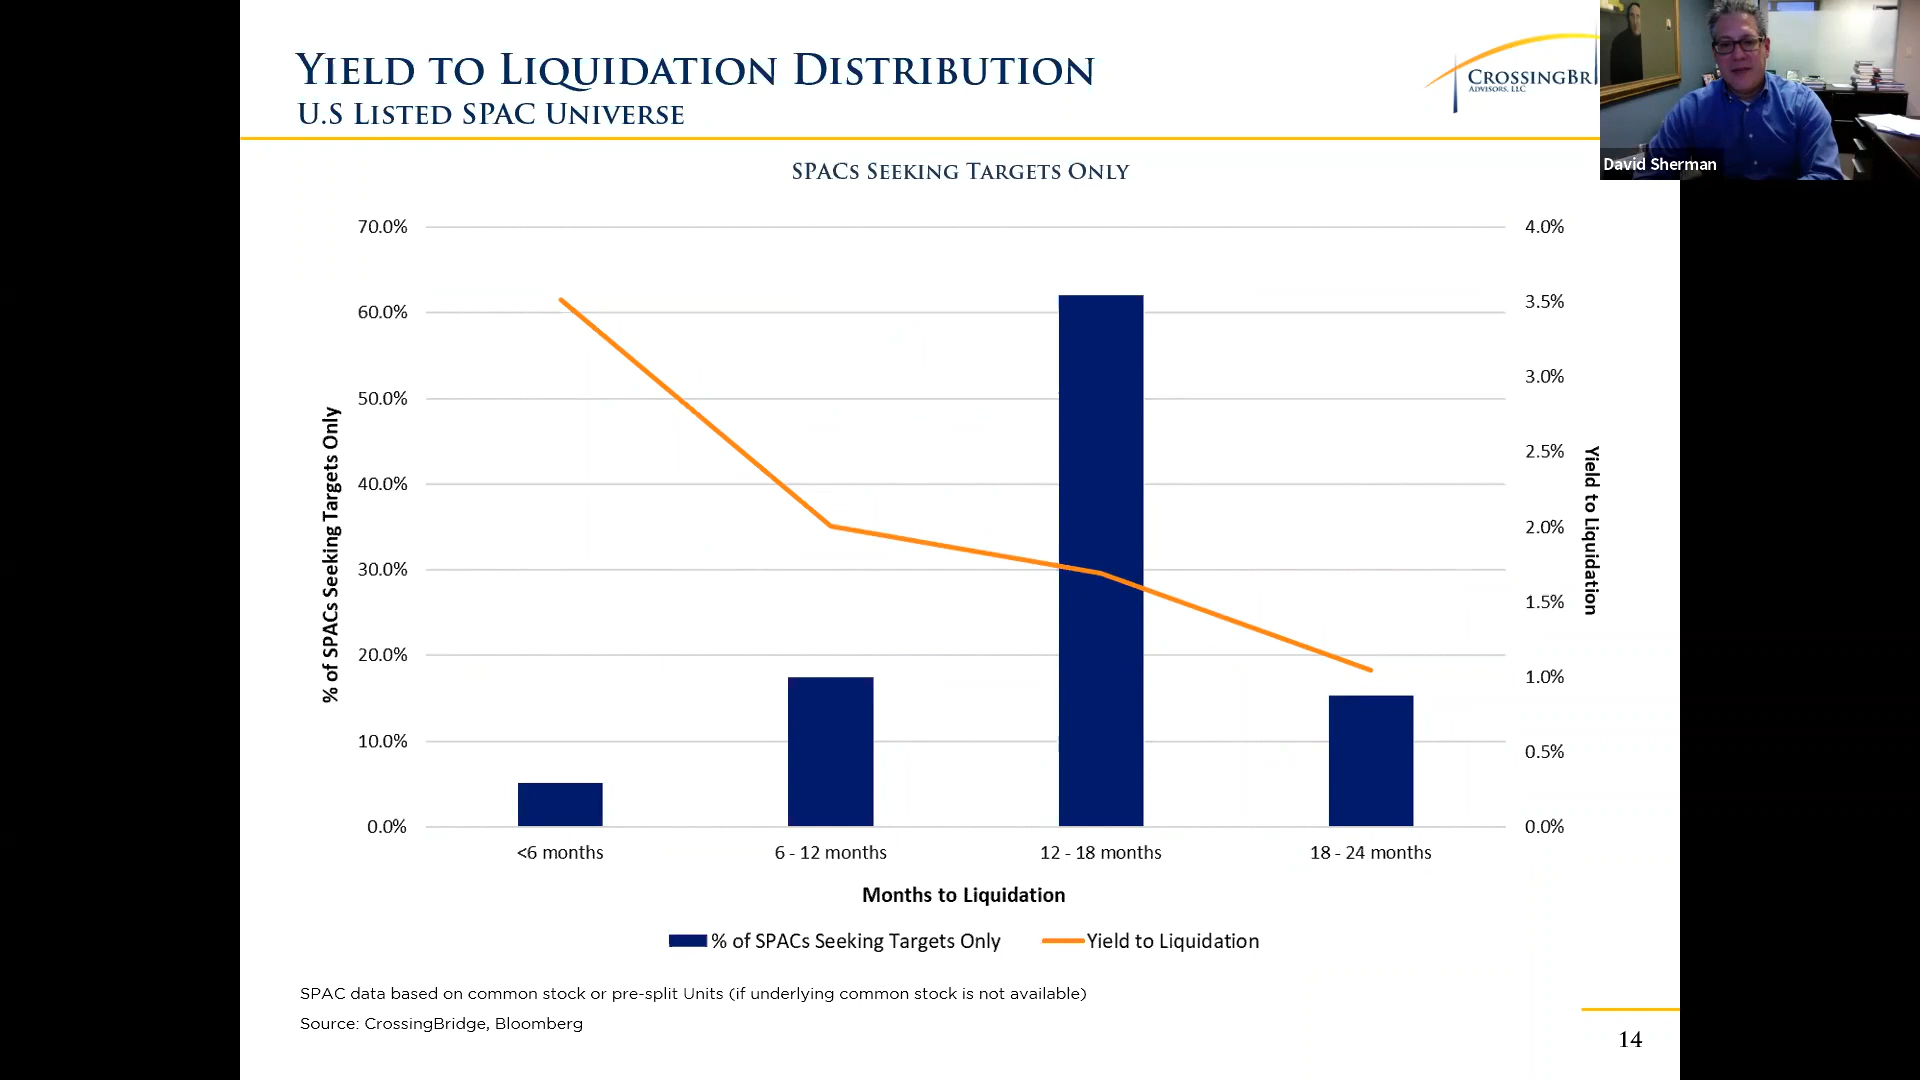 Yield to Liquidation Distribution
U.S Listed SPAC Universe
CrossingBr
Advisors, LLC
David Sherman
SPACs Seeking Targets Only
70.0%
60.0%
50.0%
40.0%
30.0%
20.0%
10.0%
0.0%
% of SPACs Seeking Targets Only
4.0%
3.5%
3.0%
2.5%
2.0%
1.5%
1.0%
0.5%
0.0%
Yield to Liquidation
<6 months
6 - 12 months
12 - 18 months
18 - 24 months
Months to Liquidation
% of SPACs Seeking Targets Only
Yield to Liquidation
SPAC data based on common stock or pre-split Units (if underlying common stock is not available)
Source: CrossingBridge, Bloomberg
14